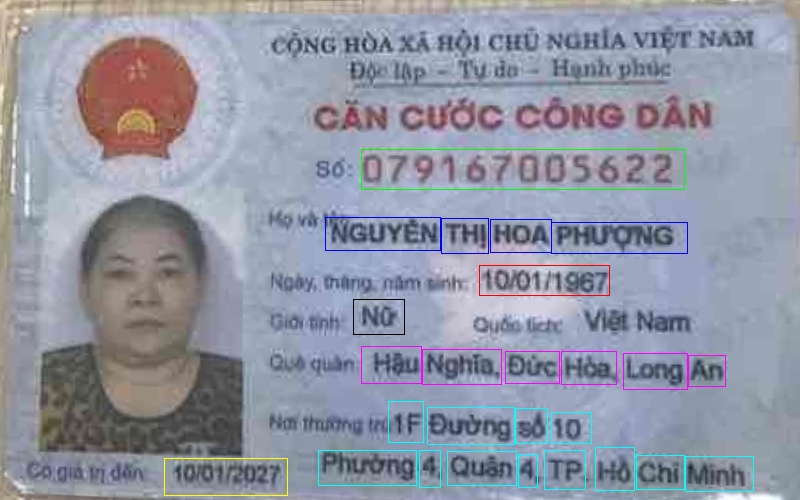 CỘNG HÒA XÃ HỘI CHỦ NGHĨA VIỆT NAM
Độc lập - Tự do - Hạnh phúc
CĂN CƯỚC CÔNG DÂN
Số: 079167005622
Họ và tên: NGUYỄN THỊ HOA PHƯỢNG
Ngày, tháng, năm sinh: 10/01/1967
Giới tính: Nữ Quốc tịch: Việt Nam
Quê quán: Hậu Nghĩa, Đức Hòa, Long An
Nơi thường trú: 1F Đường số 10
Phường 4, Quận 4, TP. Hồ Chí Minh
Có giá trị đến: 10/01/2027